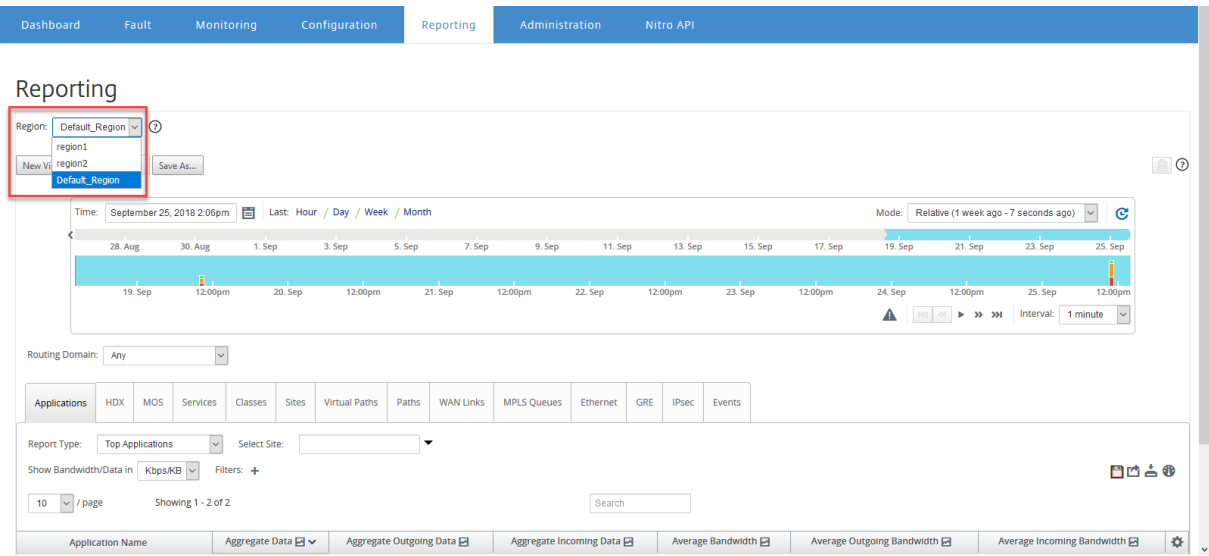 Dashboard Fault Monitoring Configuration Reporting Administration Nitro API
Reporting
Region: Default_Region ?
region1
region2
Default_Region
New Vi Save As... ?
Time: September 25, 2018 2:06pm Last: Hour / Day / Week / Month Mode: Relative (1 week ago - 7 seconds ago)
28. Aug 30. Aug 1. Sep 3. Sep 5. Sep 7. Sep 9. Sep 11. Sep 13. Sep 15. Sep 17. Sep 19. Sep 21. Sep 23. Sep 25. Sep
19. Sep 12:00pm 20. Sep 12:00pm 21. Sep 12:00pm 22. Sep 12:00pm 23. Sep 12:00pm 24. Sep 12:00pm 25. Sep 12:00pm
Interval: 1 minute
Routing Domain: Any
Applications HDX MOS Services Classes Sites Virtual Paths Paths WAN Links MPLS Queues Ethernet GRE IPsec Events
Report Type: Top Applications Select Site:
Show Bandwidth/Data in Kbps/KB Filters: +
10 / page Showing 1 - 2 of 2 Search
Application Name Aggregate Data Aggregate Outgoing Data Aggregate Incoming Data Average Bandwidth Average Outgoing Bandwidth Average Incoming Bandwidth